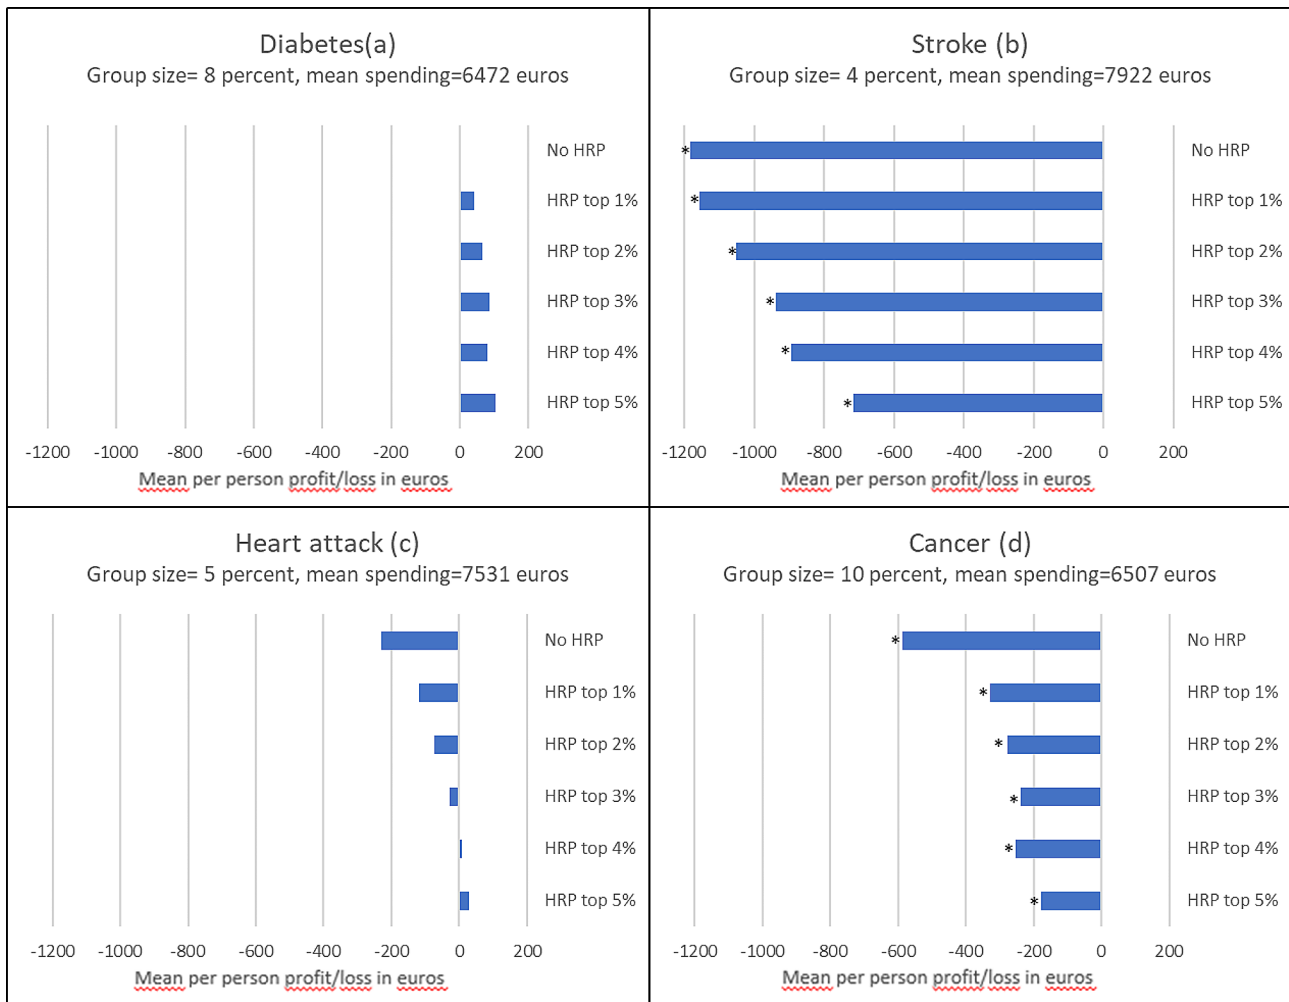 Diabetes(a)
Group size= 8 percent, mean spending=6472 euros
No HRP
HRP top 1%
HRP top 2%
HRP top 3%
HRP top 4%
HRP top 5%
-1200 -1000 -800 -600 -400 -200 0 200
Mean per person profit/loss in euros
Stroke (b)
Group size= 4 percent, mean spending=7922 euros
* No HRP
* HRP top 1%
* HRP top 2%
* HRP top 3%
* HRP top 4%
* HRP top 5%
-1200 -1000 -800 -600 -400 -200 0 200
Mean per person profit/loss in euros
Heart attack (c)
Group size= 5 percent, mean spending=7531 euros
No HRP
HRP top 1%
HRP top 2%
HRP top 3%
HRP top 4%
HRP top 5%
-1200 -1000 -800 -600 -400 -200 0 200
Mean per person profit/loss in euros
Cancer (d)
Group size= 10 percent, mean spending=6507 euros
* No HRP
* HRP top 1%
* HRP top 2%
* HRP top 3%
* HRP top 4%
* HRP top 5%
-1200 -1000 -800 -600 -400 -200 0 200
Mean per person profit/loss in euros